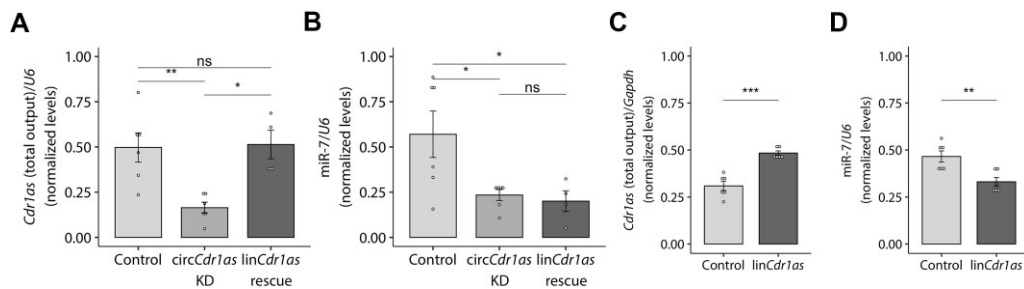 A
Cdr1as (total output)/U6
(normalized levels)
1.00
0.75
0.50
0.25
0.00
ns
**
*
Control
circCdr1as
KD
linCdr1as
rescue
B
miR-7/U6
(normalized levels)
1.00
0.75
0.50
0.25
0.00
*
*
ns
Control
circCdr1as
KD
linCdr1as
rescue
C
Cdr1as (total output)/Gapdh
(normalized levels)
1.00
0.75
0.50
0.25
0.00
***
Control
linCdr1as
D
miR-7/U6
(normalized levels)
1.00
0.75
0.50
0.25
0.00
**
Control
linCdr1as